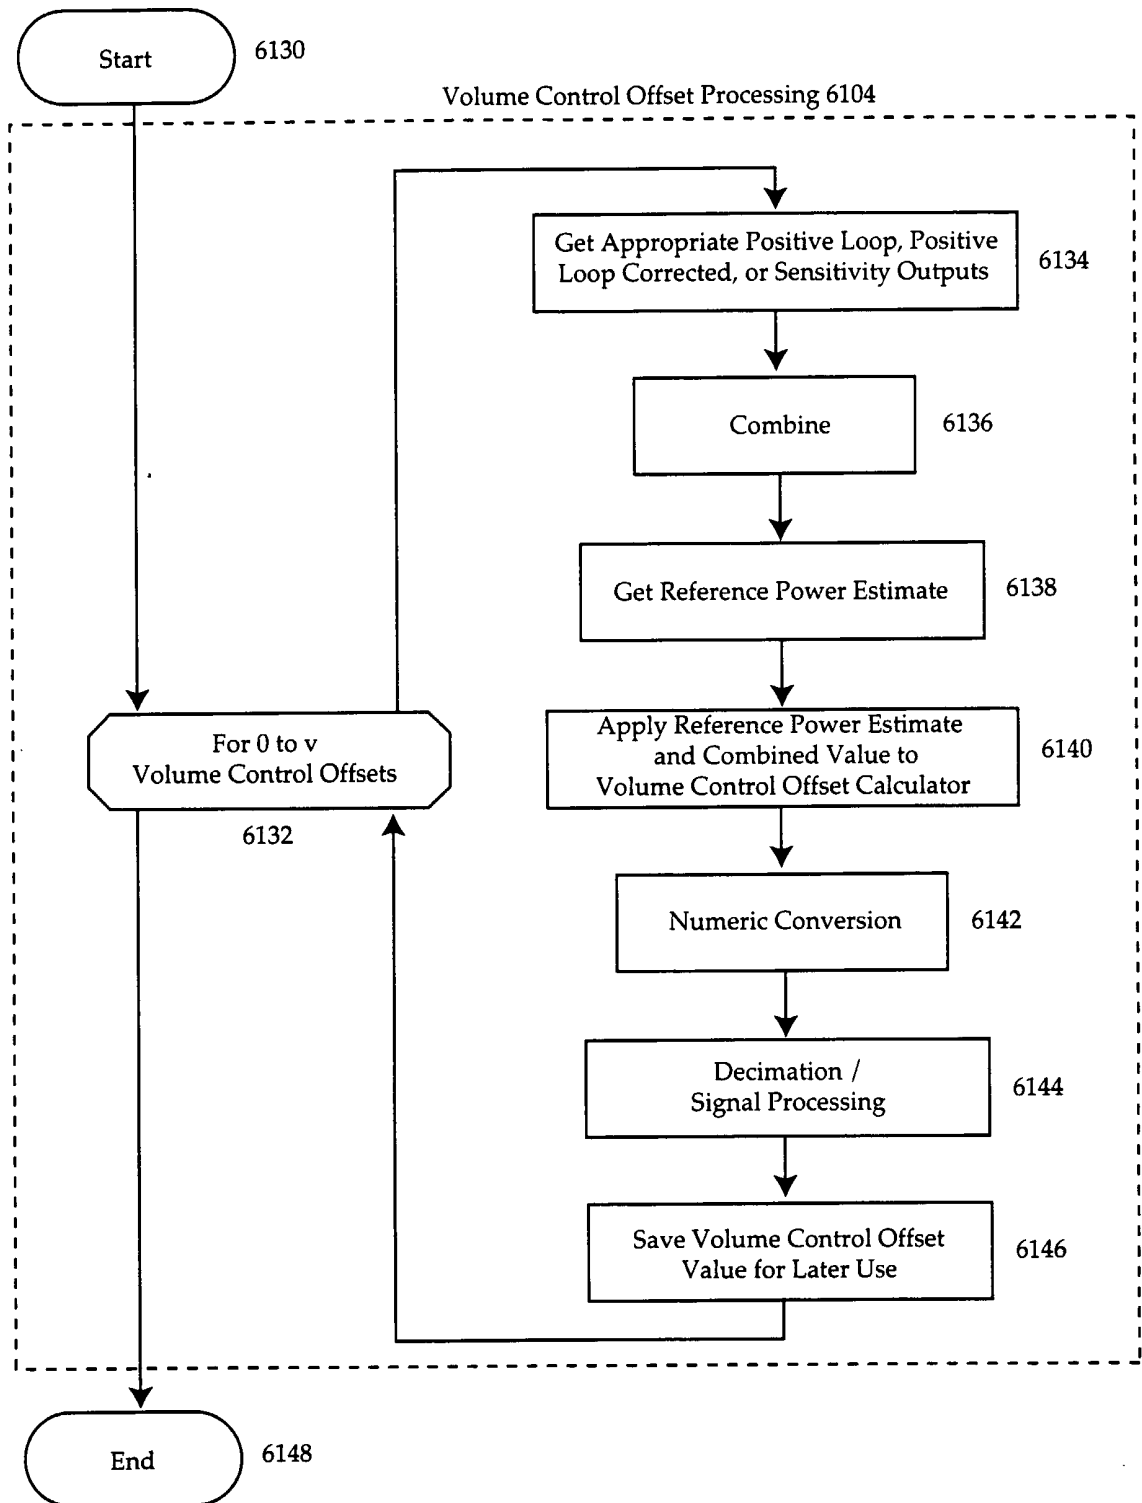 Start
6130
Volume Control Offset Processing 6104
Get Appropriate Positive Loop, Positive
Loop Corrected, or Sensitivity Outputs
6134
Combine
6136
Get Reference Power Estimate
6138
For 0 to v
Volume Control Offsets
6132
Apply Reference Power Estimate
and Combined Value to
Volume Control Offset Calculator
6140
Numeric Conversion
6142
Decimation /
Signal Processing
6144
Save Volume Control Offset
Value for Later Use
6146
End
6148